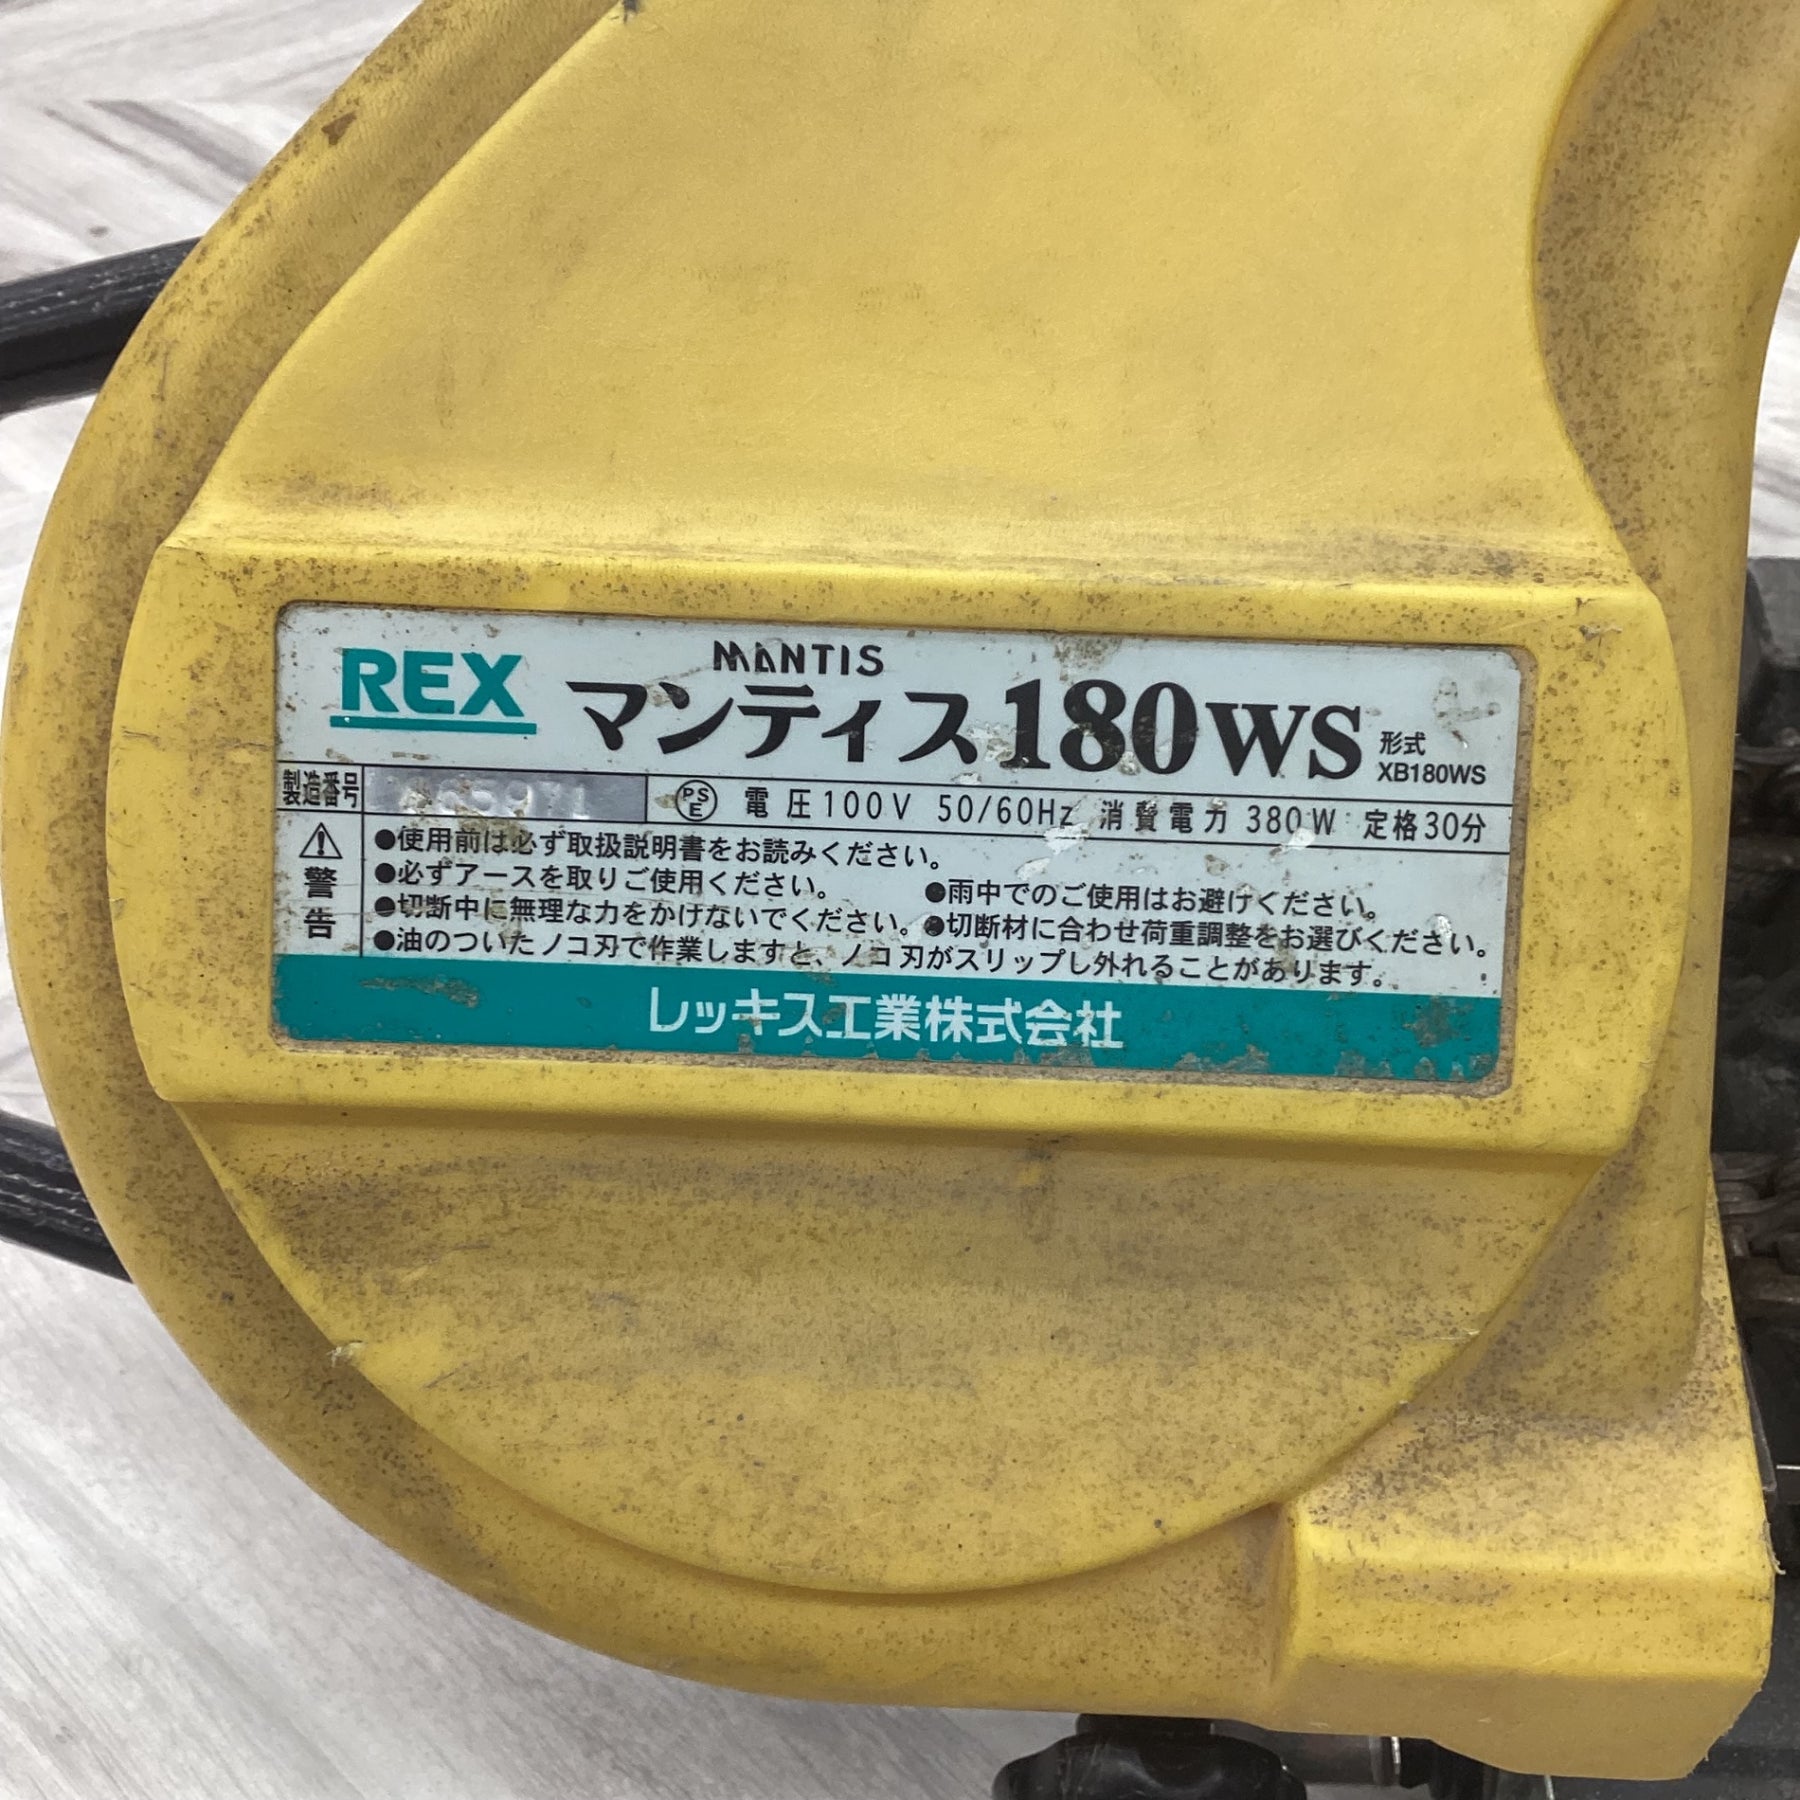 REX
MANTIS
マンティス180WS
形式
XB180WS
製造番号
PSE 電圧100V 50/60Hz 消費電力 380W 定格30分
警告
●使用前は必ず取扱説明書をお読みください。
●必ずアースを取りご使用ください。 ●雨中でのご使用はお避けください。
●切断中に無理な力をかけないでください。 ●切断材に合わせ荷重調整をお選びください。
●油のついたノコ刃で作業しますと、ノコ刃がスリップし外れることがあります。
レッキス工業株式会社